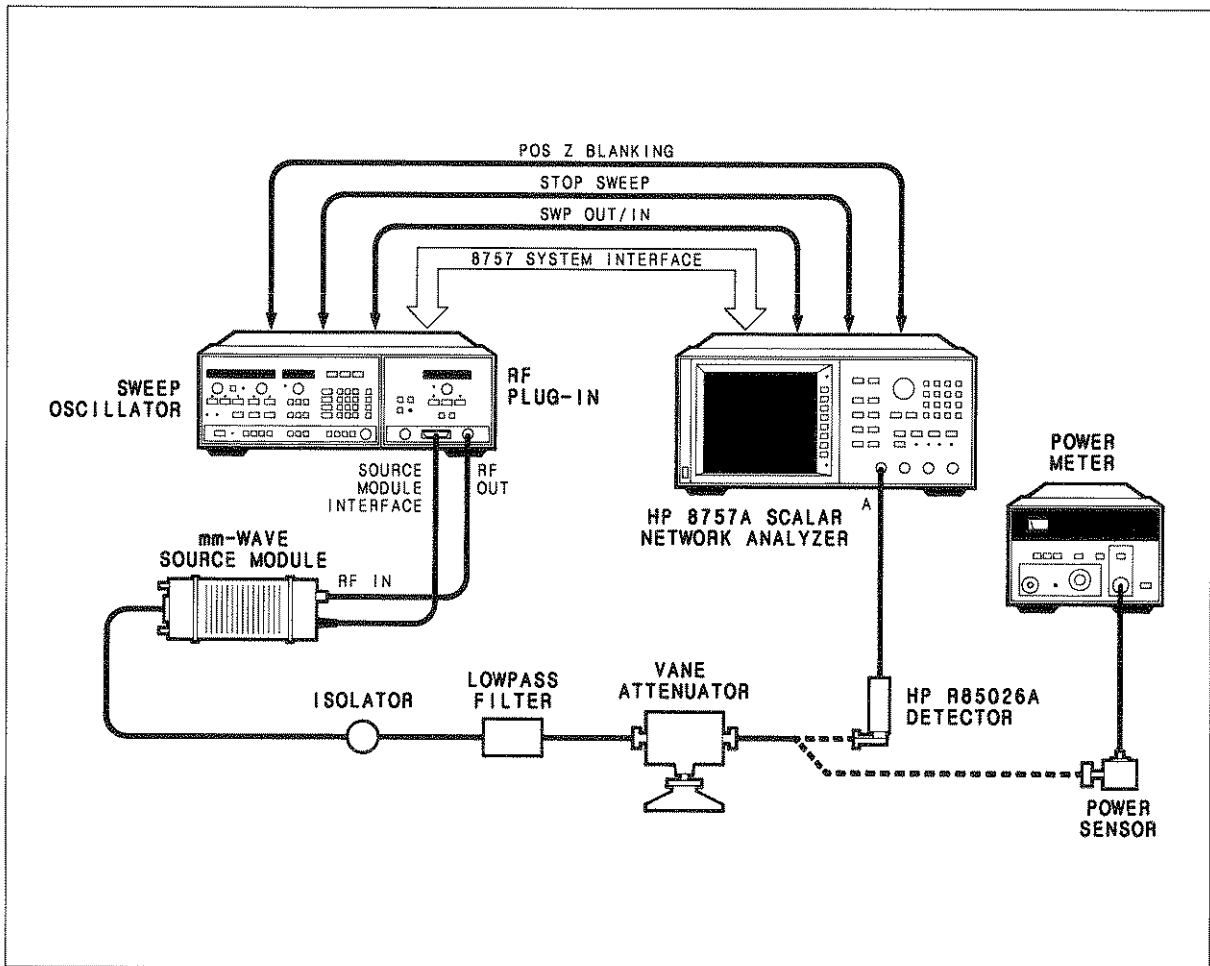 POS Z BLANKING
STOP SWEEP
SWP OUT/IN
8757 SYSTEM INTERFACE
SWEEP
OSCILLATOR
RF
PLUG-IN
SOURCE
MODULE
INTERFACE
RF
OUT
A
HP 8757A SCALAR
NETWORK ANALYZER
POWER
METER
mm-WAVE
SOURCE MODULE
RF IN
ISOLATOR
LOWPASS
FILTER
VANE
ATTENUATOR
HP R85026A
DETECTOR
POWER
SENSOR